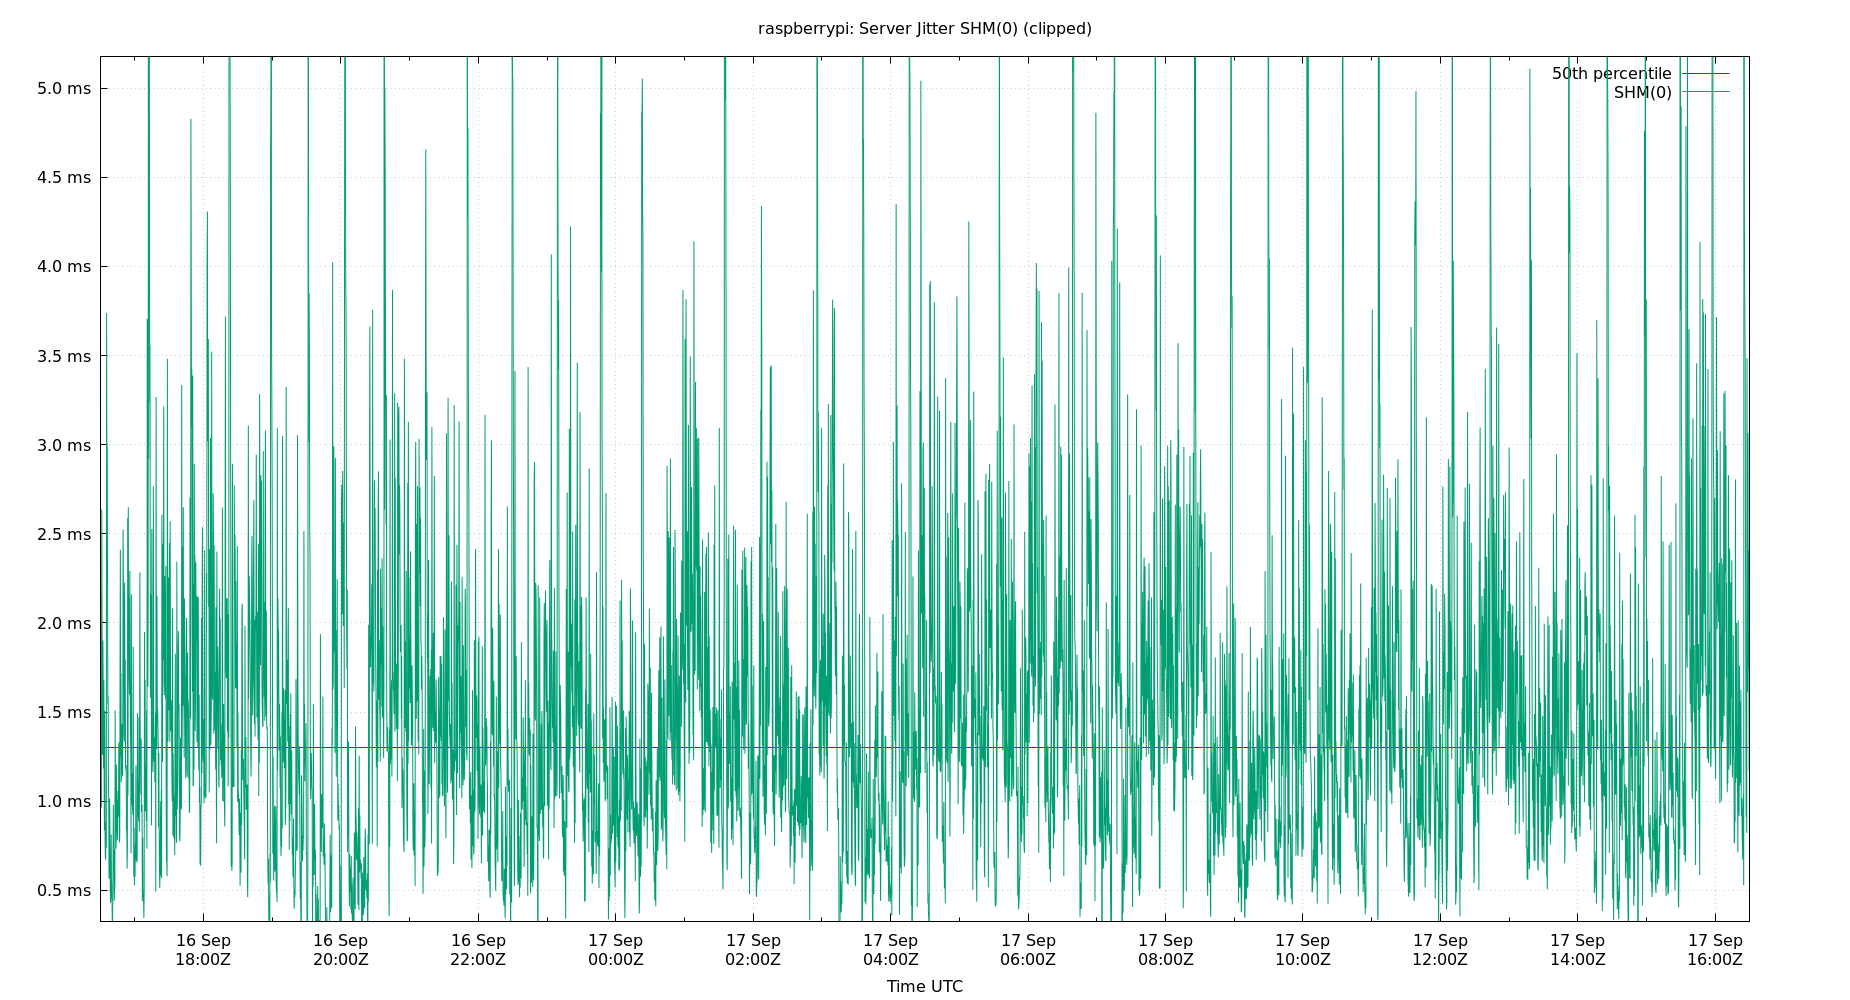 raspberrypi: Server Jitter SHM(0) (clipped)
50th percentile
SHM(0)
5.0 ms
4.5 ms
4.0 ms
3.5 ms
3.0 ms
2.5 ms
2.0 ms
1.5 ms
1.0 ms
0.5 ms
16 Sep 16 Sep 16 Sep 17 Sep 17 Sep 17 Sep 17 Sep 17 Sep 17 Sep 17 Sep 17 Sep 17 Sep
18:00Z 20:00Z 22:00Z 00:00Z 02:00Z 04:00Z 06:00Z 08:00Z 10:00Z 12:00Z 14:00Z 16:00Z
Time UTC